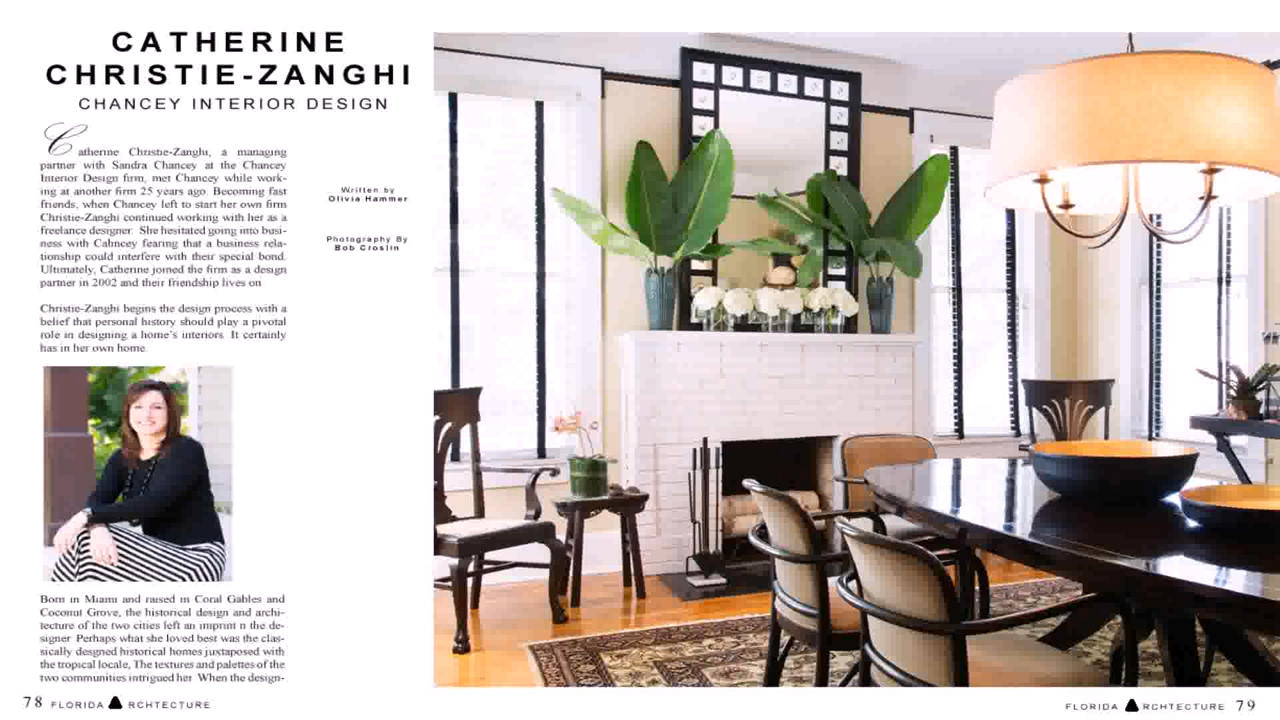 CATHERINE
CHRISTIE-ZANGHI
CHANCEY INTERIOR DESIGN
Catherine Christie-Zanghi, a managing
partner with Sandra Chancey at the Chancey
Interior Design firm, met Chancey while work-
ing at another firm 25 years ago. Becoming fast
friends, when Chancey left to start her own firm
Christie-Zanghi continued working with her as a
freelance designer. She hesitated going into busi-
ness with Cahncey fearing that a business rela-
tionship could interfere with their special bond.
Ultimately, Catherine joined the firm as a design
partner in 2002 and their friendship lives on
Written by
Olivia Hammer
Photography By
Bob Croslin
Christie-Zanghi begins the design process with a
belief that personal history should play a pivotal
role in designing a home's interiors. It certainly
has in her own home.
Born in Miami and raised in Coral Gables and
Coconut Grove, the historical design and archi-
tecture of the two cities left an imprint n the de-
signer. Perhaps what she loved best was the clas-
sically desgned historical homes juxtaposed with
the tropical locale, The textures and palettes of the
two communities intrigued her. When the design-
78 FLORIDA ARCHTECTURE
FLORIDA ARCHTECTURE 79